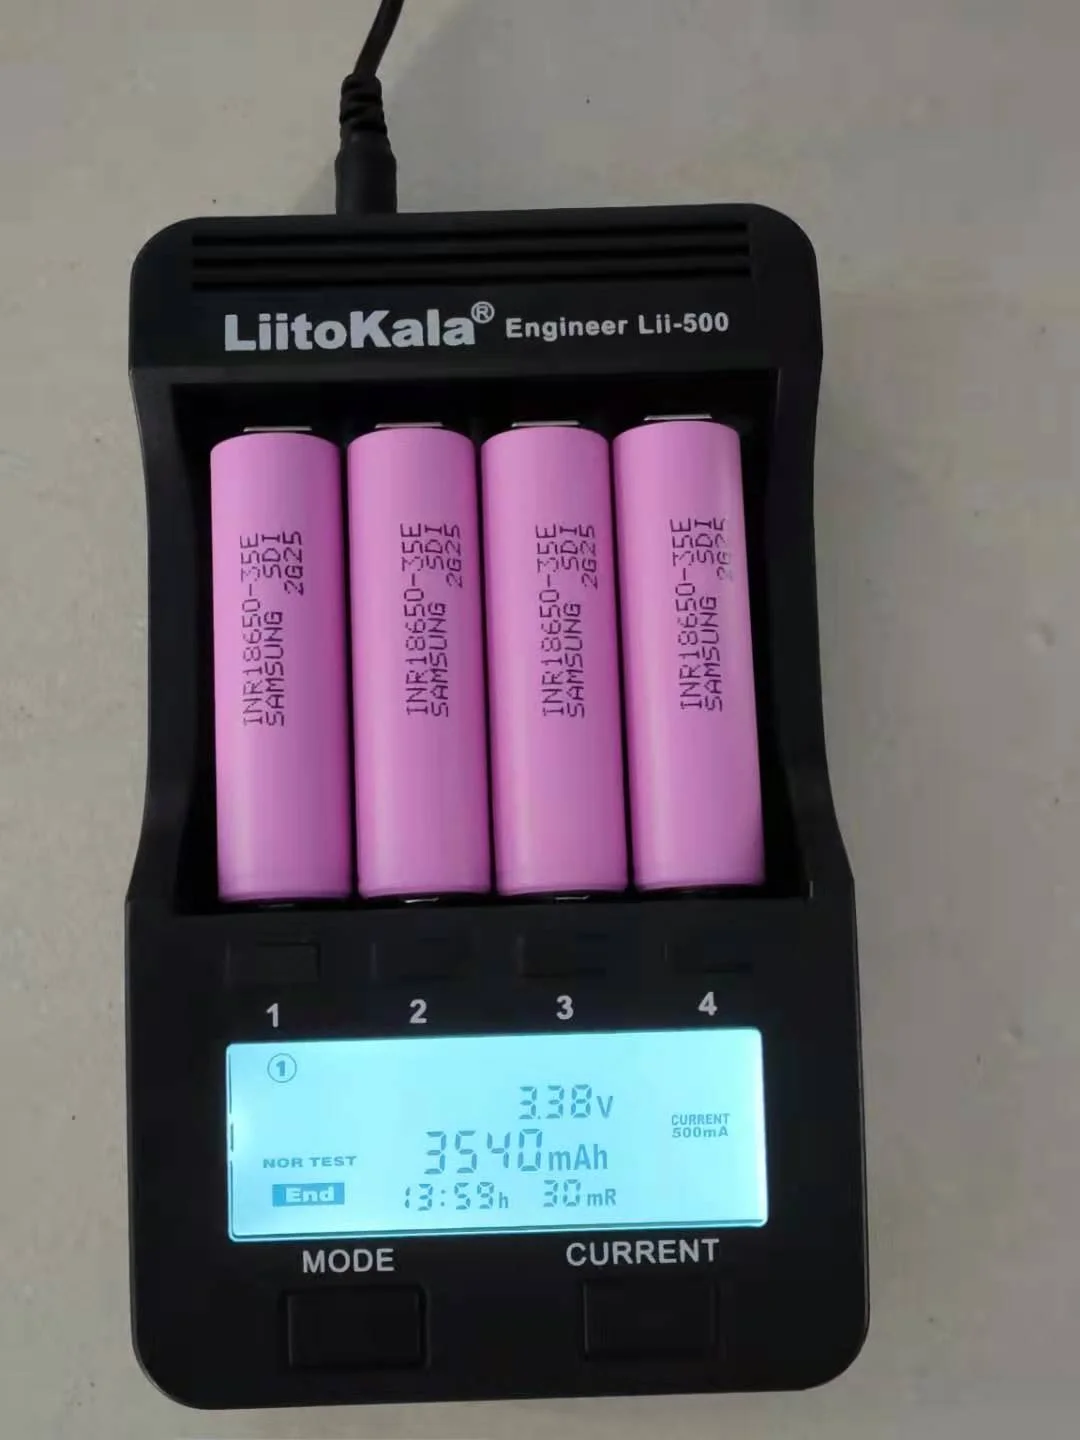 LiitoKala® Engineer Lii-500
INR18650-35E
SAMSUNG SDI
2G25
INR18650-35E
SAMSUNG SDI
2G25
INR18650-35E
SAMSUNG SDI
2G25
INR18650-35E
SAMSUNG SDI
2G25
1 2 3 4
①
3.38V
CURRENT
500mA
3540mAh
NOR TEST
End
13:59h 30mR
MODE CURRENT